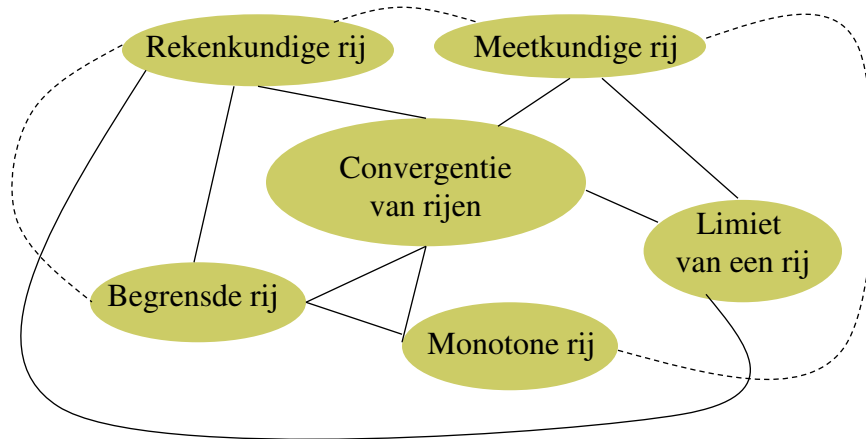 Rekenkundige rij
Meetkundige rij
Convergentie
van rijen
Limiet
van een rij
Begrensde rij
Monotone rij